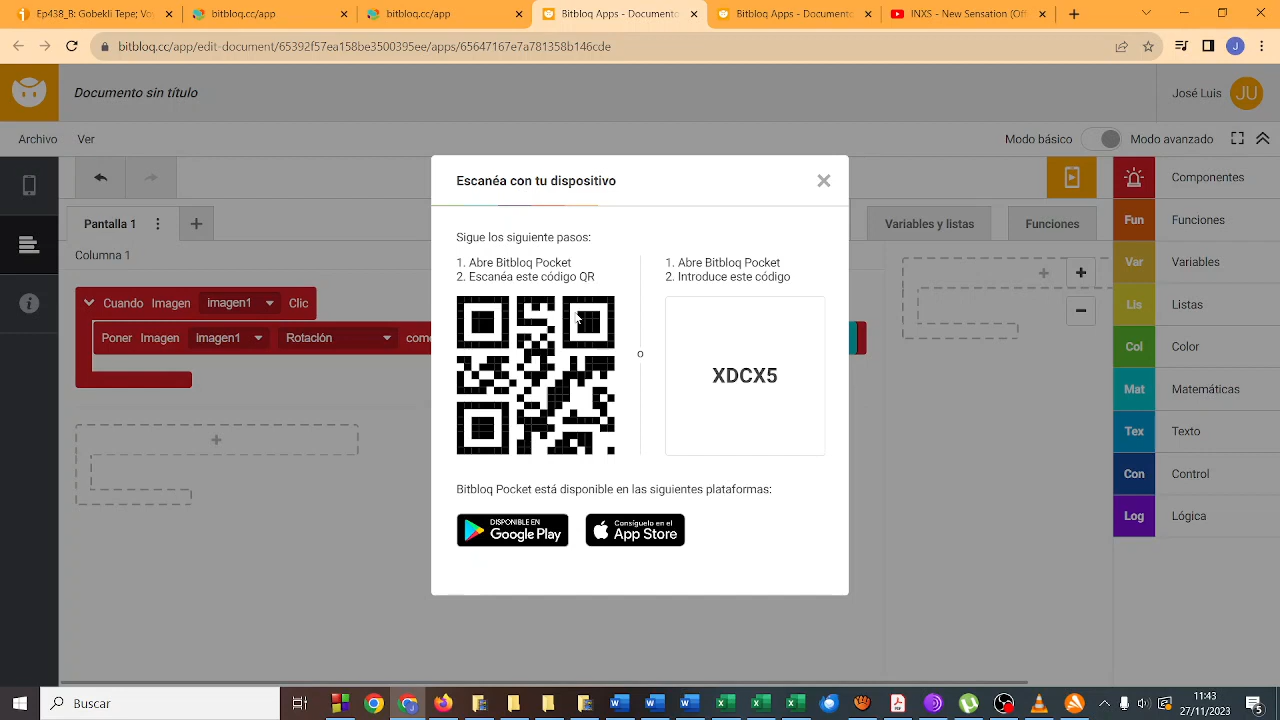 Ep438_B: Gobekli Tepe; Vo
bitbloq.cc/app
bitbloq.cc/app
Bitbloq Apps - Documento
Bitbloq Apps - Documento
INXS - New Sensation (Off
bitbloq.cc/app/edit-document/65392f57ea158be3500395ee/apps/65647167e7a781358b146cde
J
Documento sin título
José Luis
JU
Archivo
Ver
Modo básico
Modo avanzado
Pantalla 1
Variables y listas
Funciones
Columna 1
Cuando Imagen imagen1 Clic
Poner Imagen imagen1 Rotación como
Escanéa con tu dispositivo
Sigue los siguiente pasos:
1. Abre Bitbloq Pocket
2. Escanéa este código QR
o
1. Abre Bitbloq Pocket
2. Introduce este código
XDCX5
Bitbloq Pocket está disponible en las siguientes plataformas:
DISPONIBLE EN
Google Play
Consíguelo en el
App Store
Componentes
Fun Funciones
Var Variables
Lis Listas
Col Color
Mat Matemáticas
Tex Texto
Con Control
Log Lógica
Buscar
11:43
27/11/2023